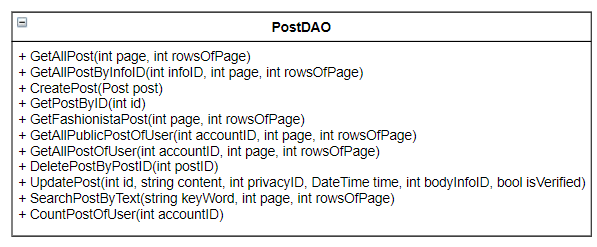 PostDAO
+ GetAllPost(int page, int rowsOfPage)
+ GetAllPostByInfoID(int infoID, int page, int rowsOfPage)
+ CreatePost(Post post)
+ GetPostByID(int id)
+ GetFashionistaPost(int page, int rowsOfPage)
+ GetAllPublicPostOfUser(int accountID, int page, int rowsOfPage)
+ GetAllPostOfUser(int accountID, int page, int rowsOfPage)
+ DeletePostByPostID(int postID)
+ UpdatePost(int id, string content, int privacyID, DateTime time, int bodyInfoID, bool isVerified)
+ SearchPostByText(string keyWord, int page, int rowsOfPage)
+ CountPostOfUser(int accountID)